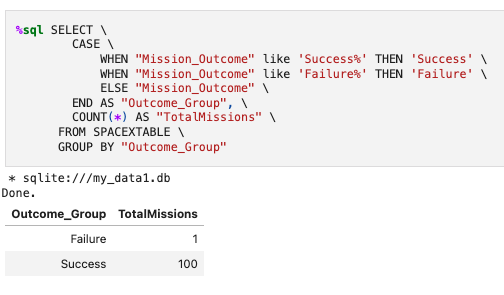 %sql SELECT \
CASE \
WHEN "Mission_Outcome" like 'Success%' THEN 'Success' \
WHEN "Mission_Outcome" like 'Failure%' THEN 'Failure' \
ELSE "Mission_Outcome" \
END AS "Outcome_Group", \
COUNT(*) AS "TotalMissions" \
FROM SPACEXTABLE \
GROUP BY "Outcome_Group"
* sqlite:///my_data1.db
Done.
Outcome_Group TotalMissions
Failure 1
Success 100